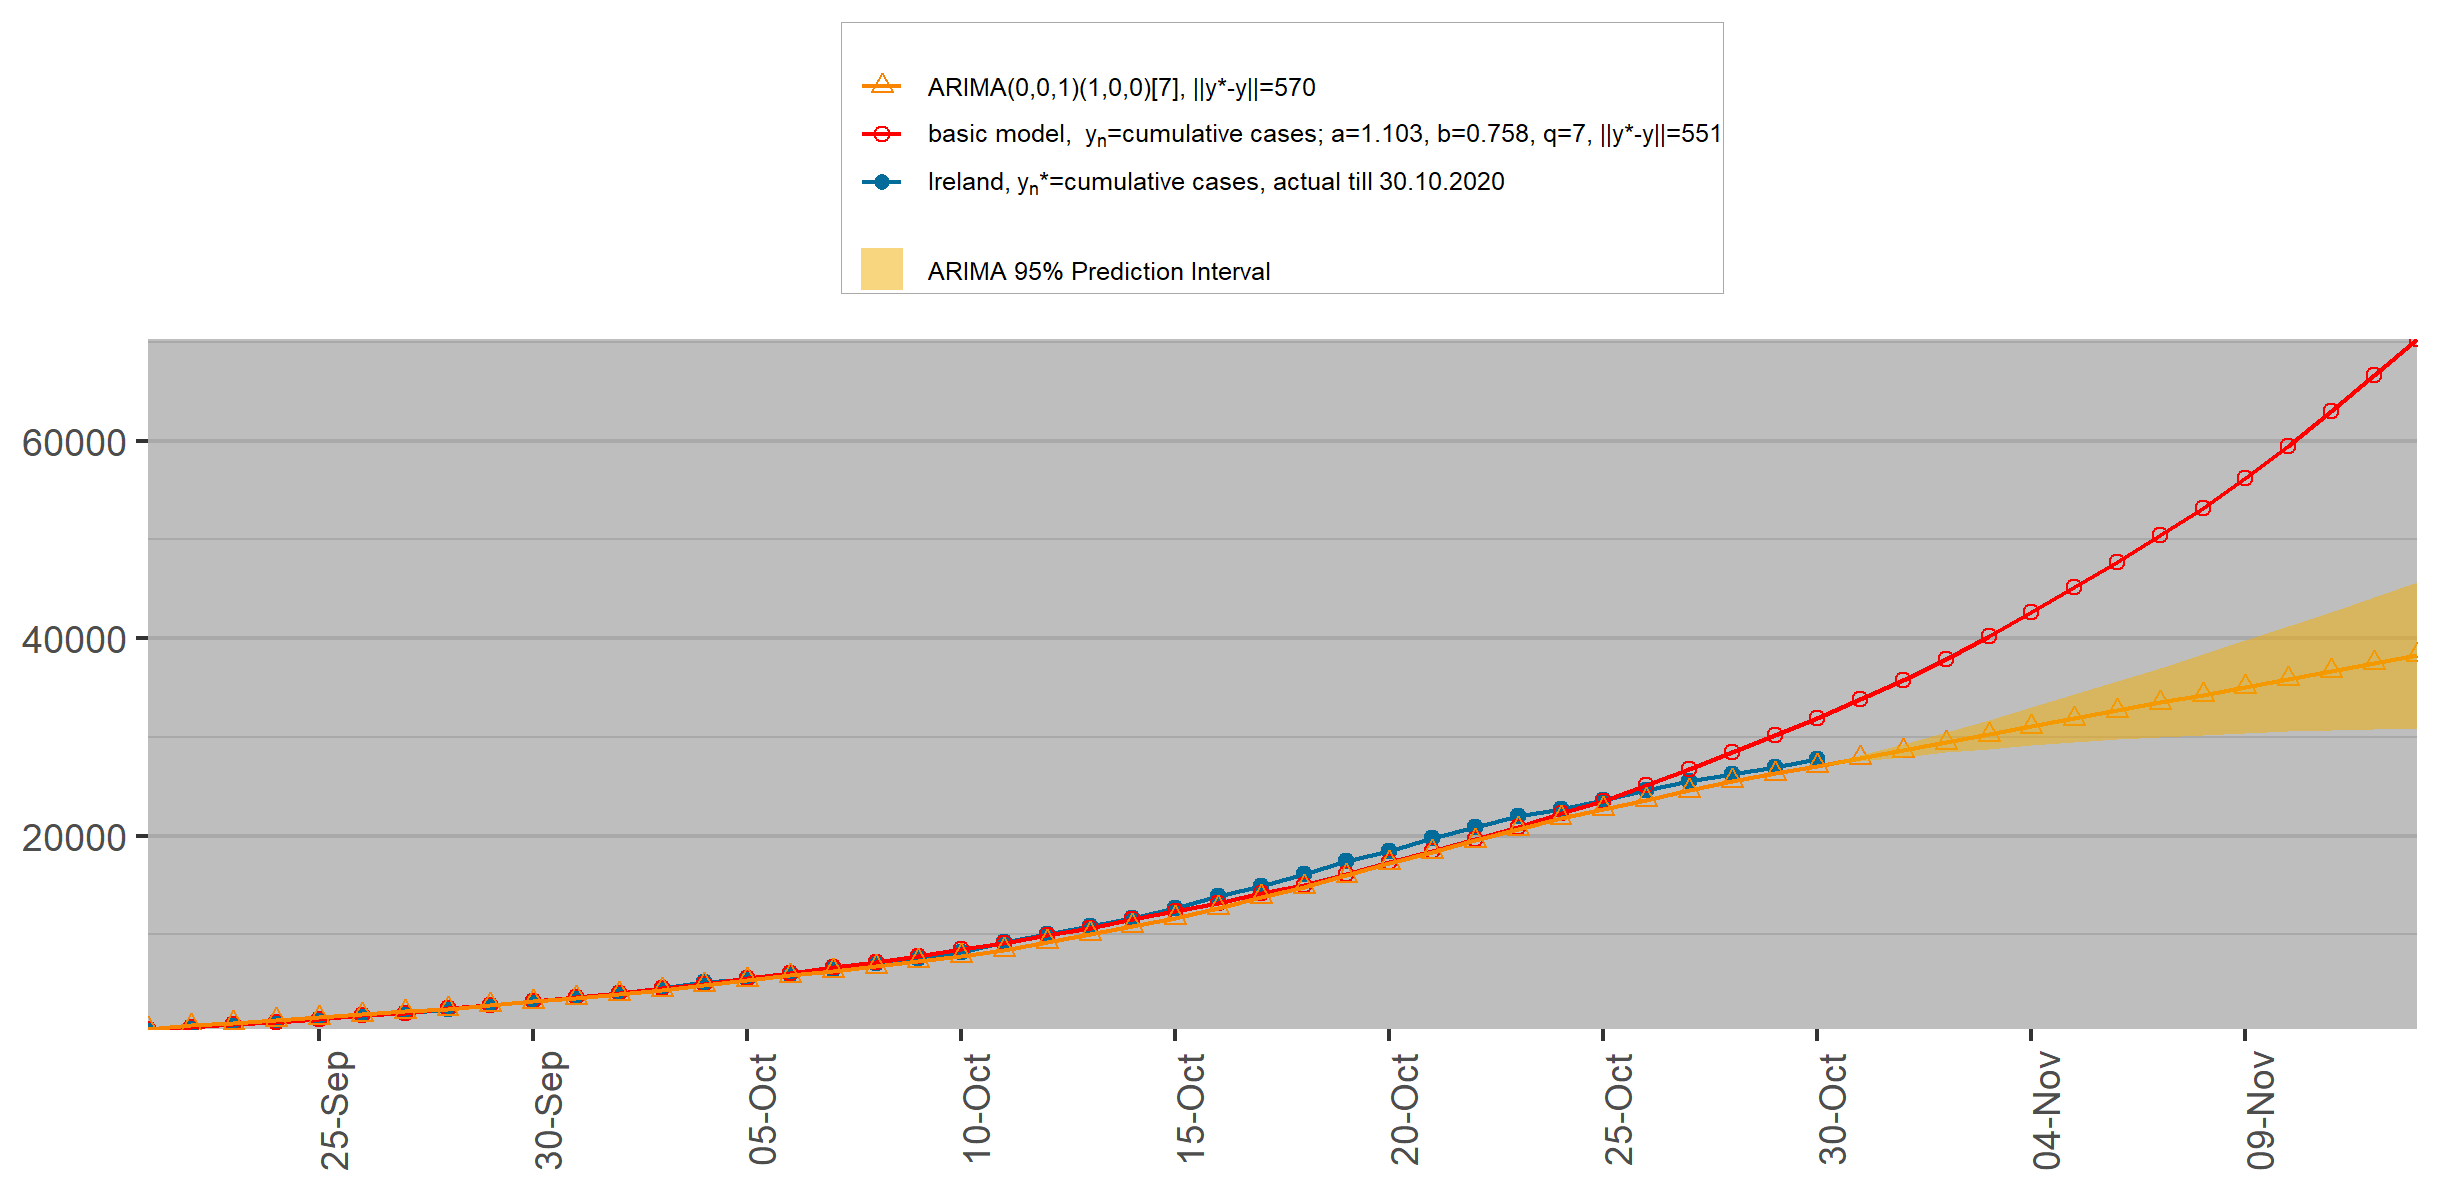 ARIMA(0,0,1)(1,0,0)[7], ||y*-y||=570
basic model,  yn=cumulative cases; a=1.103, b=0.758, q=7, ||y*-y||=551
Ireland, yn*=cumulative cases, actual till 30.10.2020
ARIMA 95% Prediction Interval
60000
40000
20000
25-Sep
30-Sep
05-Oct
10-Oct
15-Oct
20-Oct
25-Oct
30-Oct
04-Nov
09-Nov